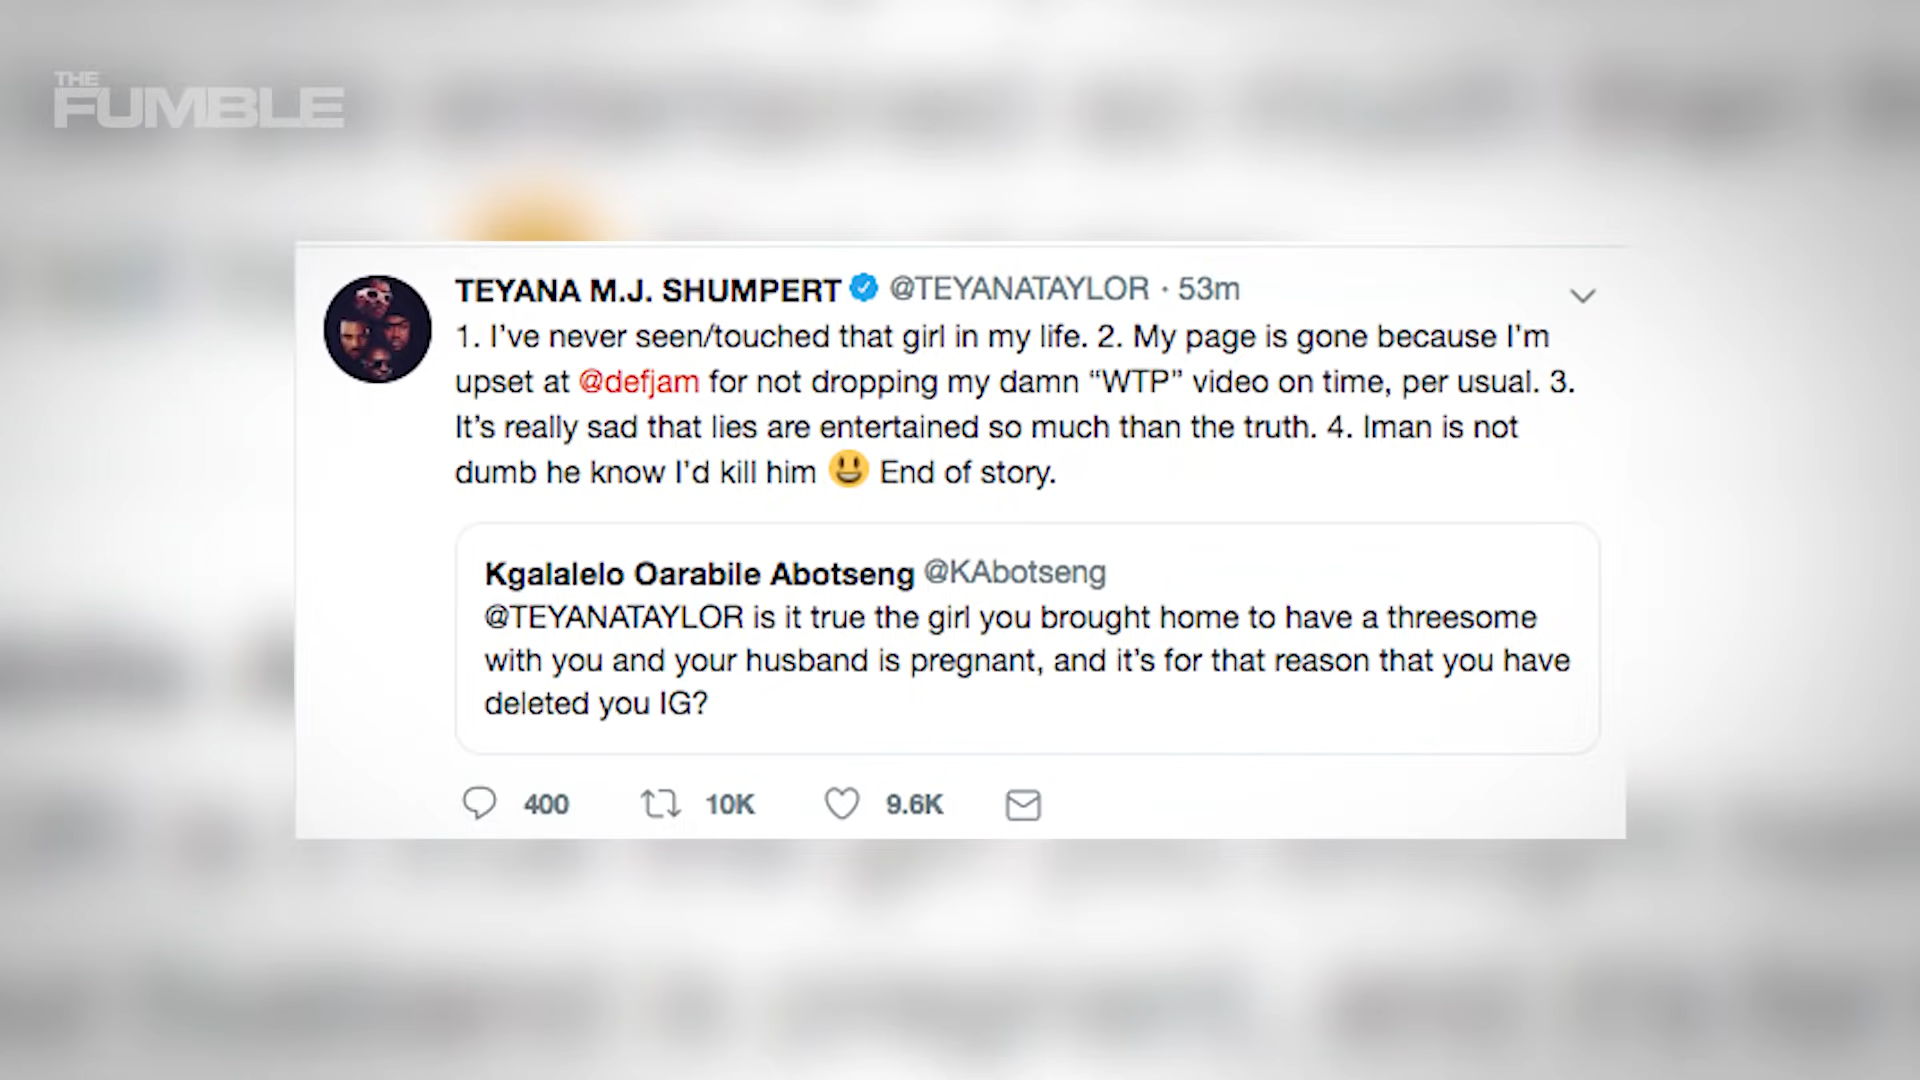 THE
FUMBLE
TEYANA M.J. SHUMPERT @TEYANATAYLOR · 53m
1. I've never seen/touched that girl in my life. 2. My page is gone because I'm
upset at @defjam for not dropping my damn “WTP” video on time, per usual. 3.
It's really sad that lies are entertained so much than the truth. 4. Iman is not
dumb he know I'd kill him 😃 End of story.
Kgalalelo Oarabile Abotseng @KAbotseng
@TEYANATAYLOR is it true the girl you brought home to have a threesome
with you and your husband is pregnant, and it's for that reason that you have
deleted you IG?
400 10K 9.6K